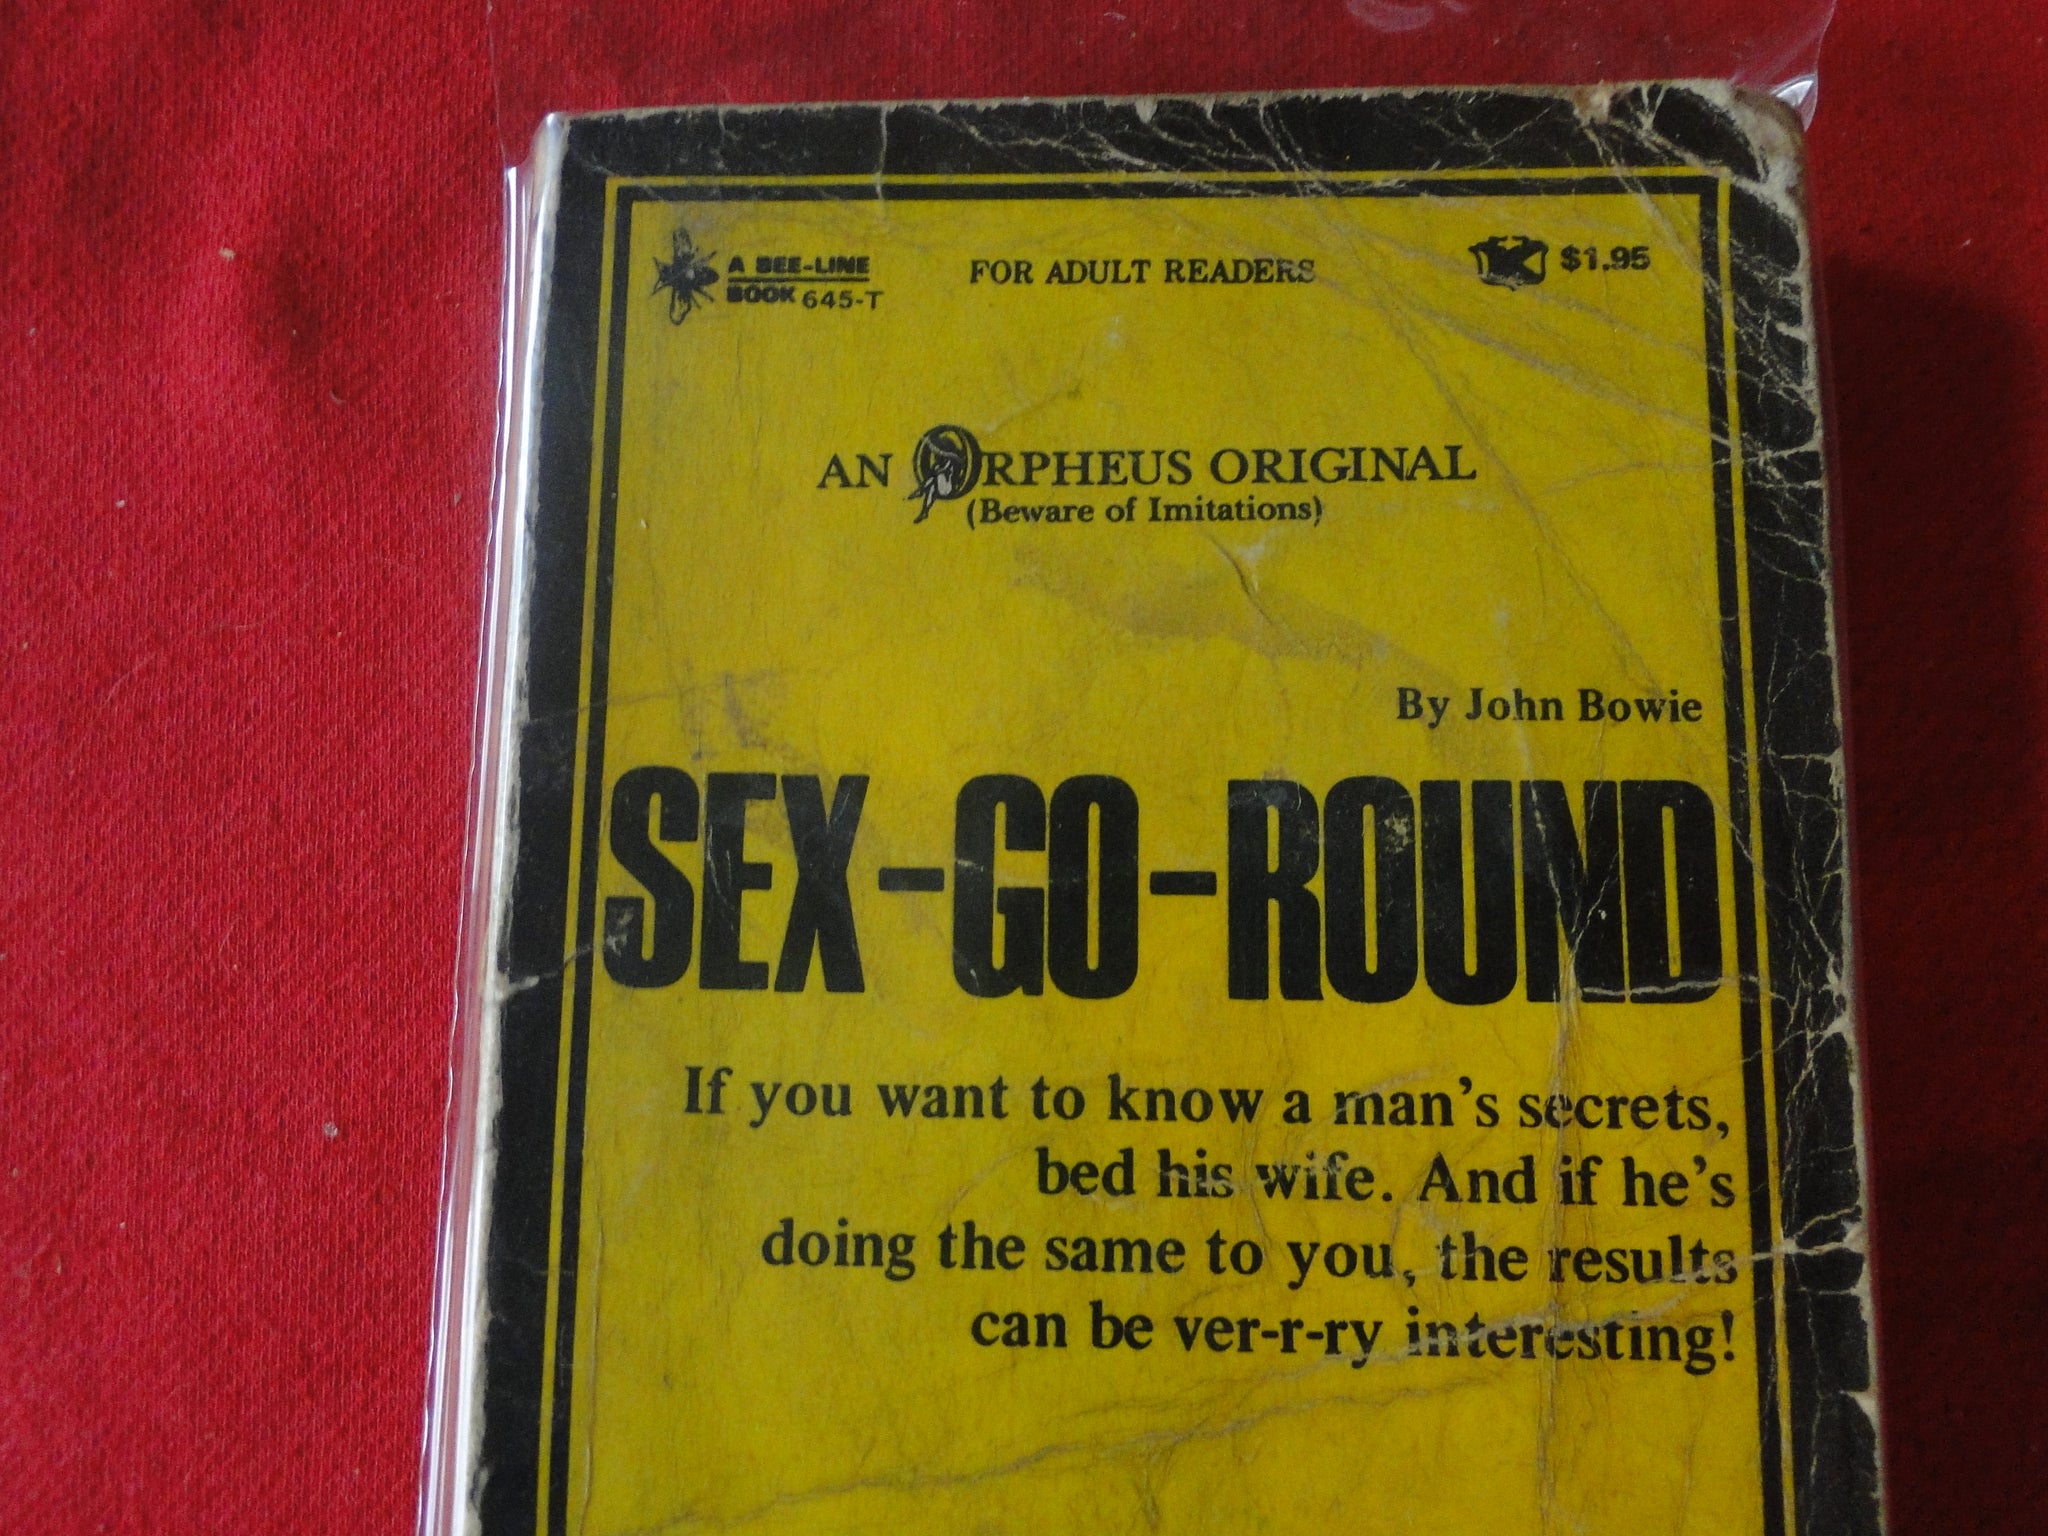 A BEE-LINE
BOOK 645-T
FOR ADULT READERS
$1.95
AN ORPHEUS ORIGINAL
(Beware of Imitations)
By John Bowie
SEX-GO-ROUND
If you want to know a man's secrets,
bed his wife. And if he's
doing the same to you, the results
can be ver-r-ry interesting!